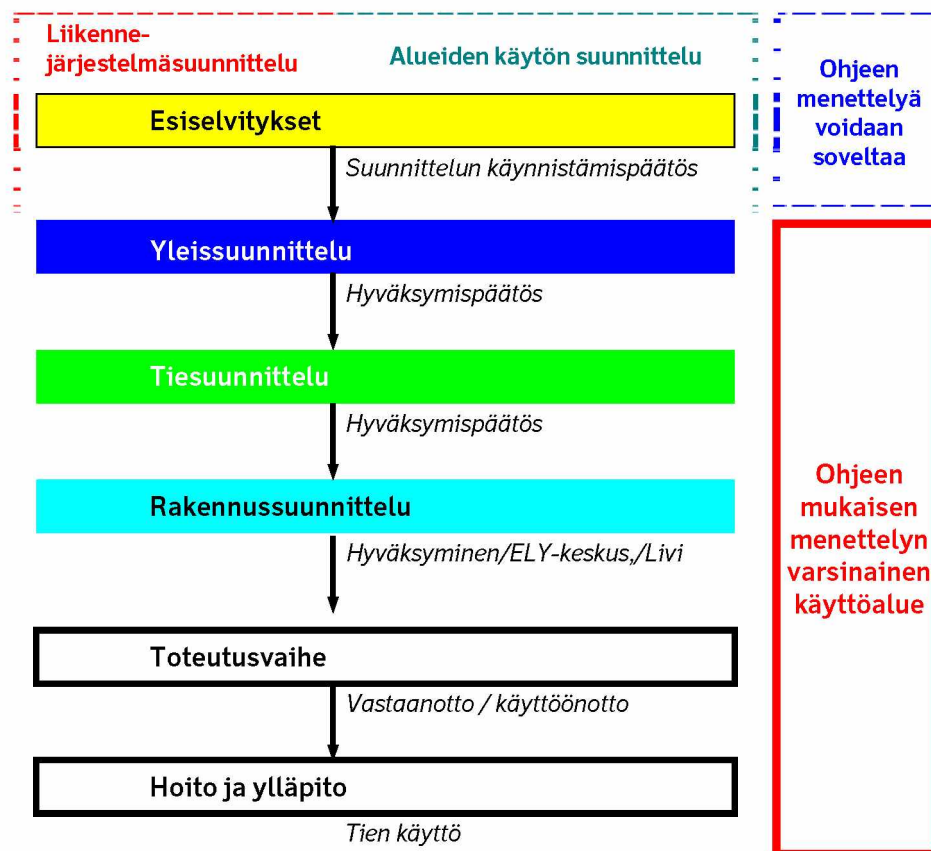 Liikenne-
järjestelmäsuunnittelu
Alueiden käytön suunnittelu
Esiselvitykset
Suunnittelun käynnistämispäätös
Yleissuunnittelu
Hyväksymispäätös
Tiesuunnittelu
Hyväksymispäätös
Rakennussuunnittelu
Hyväksyminen/ELY-keskus,/Livi
Toteutusvaihe
Vastaanotto / käyttöönotto
Hoito ja ylläpito
Tien käyttö
Ohjeen
menettelyä
voidaan
soveltaa
Ohjeen
mukaisen
menettelyn
varsinainen
käyttöalue